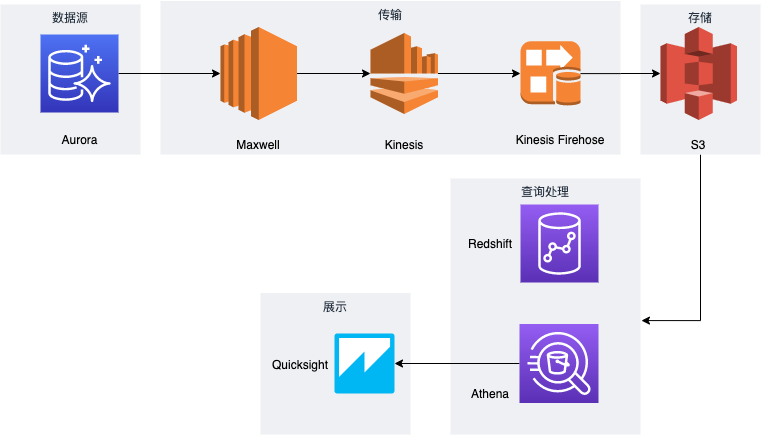 数据源
传输
存储
Aurora
Maxwell
Kinesis
Kinesis Firehose
S3
查询处理
Redshift
展示
Quicksight
Athena